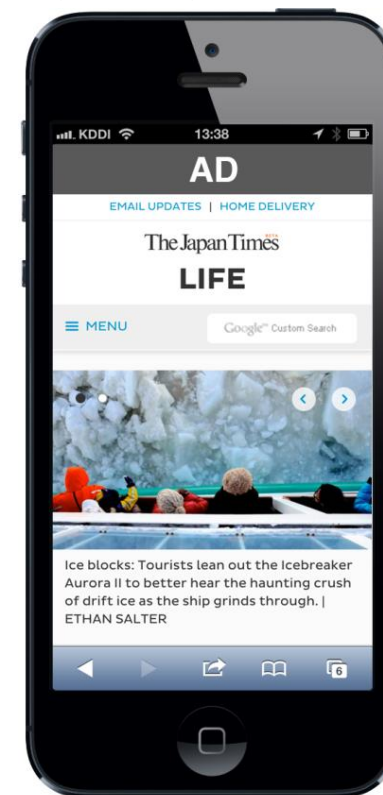 KDDI 13:38
AD
EMAIL UPDATES | HOME DELIVERY
The Japan Times
BETA
LIFE
MENU Google™ Custom Search
Ice blocks: Tourists lean out the Icebreaker
Aurora II to better hear the haunting crush
of drift ice as the ship grinds through. |
ETHAN SALTER
6